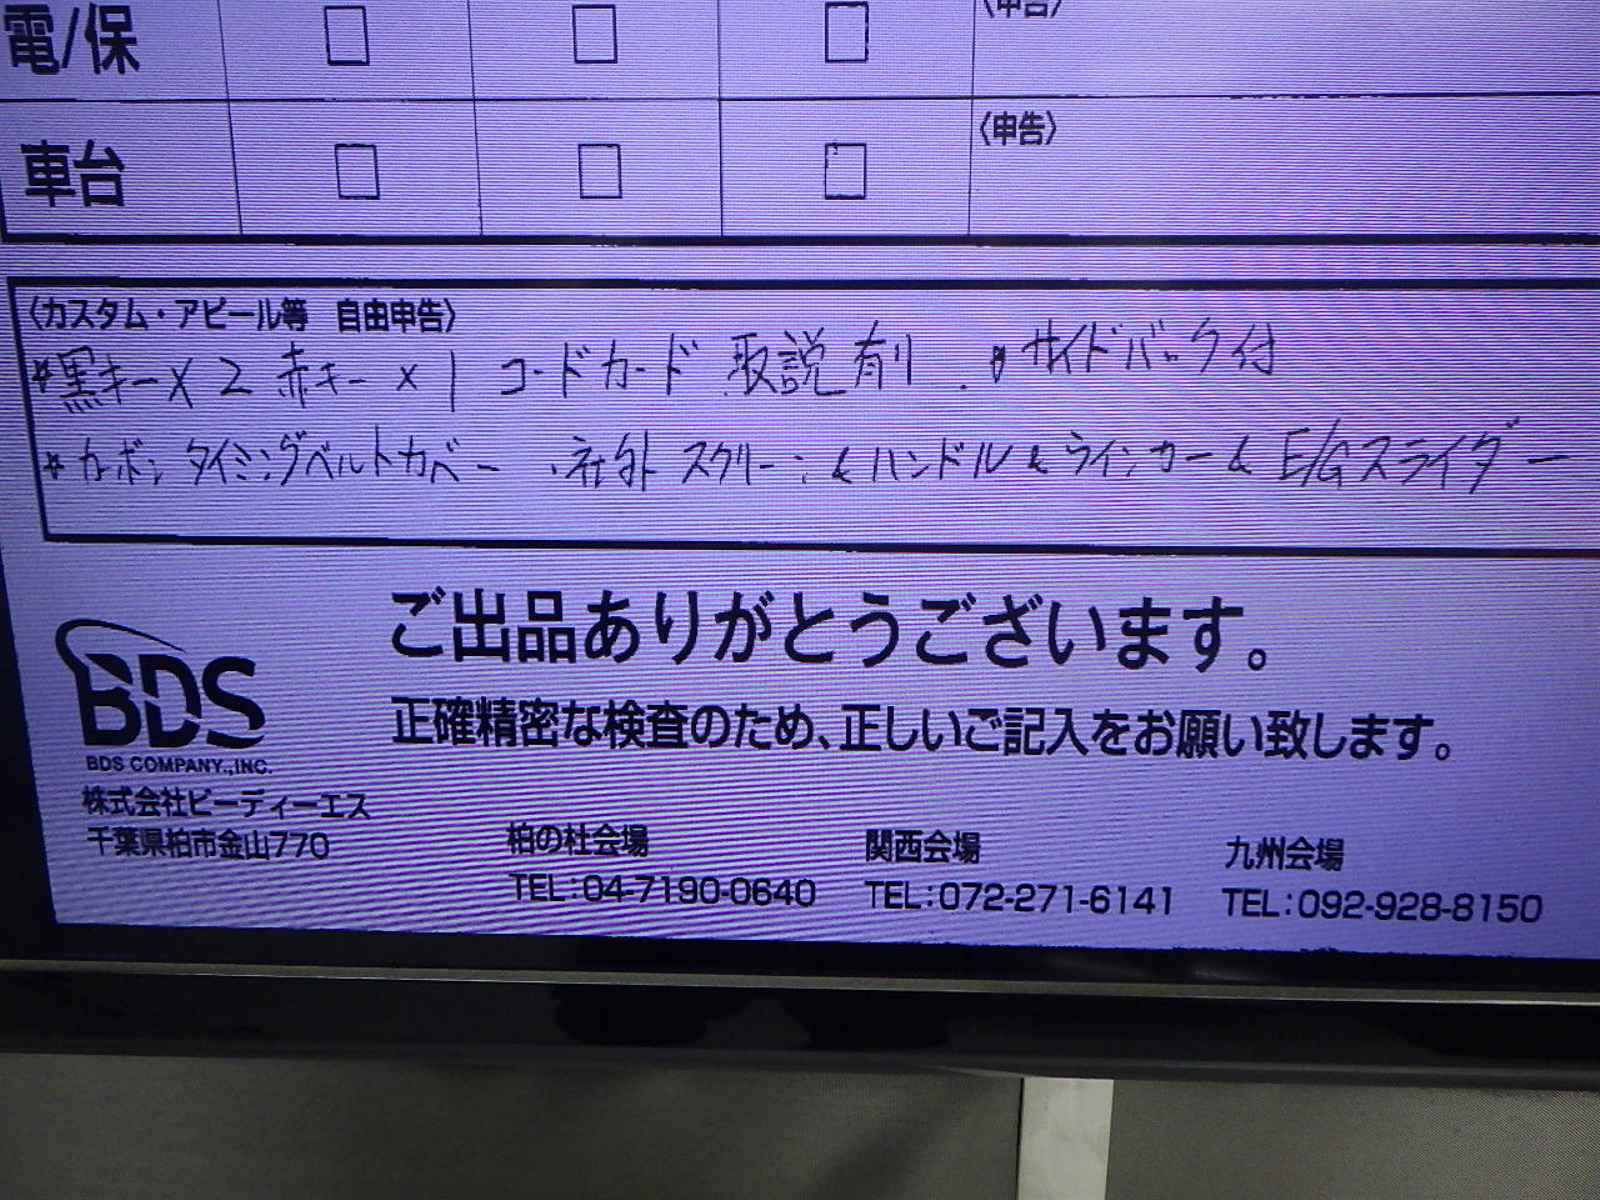 電/保 □ □ □ 〈申告〉
車台 □ □ □ 〈申告〉
〈カスタム・アピール等　自由申告〉
☆黒キー×2 赤キー×1 コードカード 取説有り . サイドバック付
☆カーボンタイミングベルトカバー ・社外 スクリーン & ハンドル & ウインカー & E/Gスライダー
ご出品ありがとうございます。
正確精密な検査のため、正しいご記入をお願い致します。
BDS
BDS COMPANY.,INC.
株式会社ビーディーエス
千葉県柏市金山770
柏の杜会場 関西会場 九州会場
TEL:04-7190-0640 TEL:072-271-6141 TEL:092-928-8150